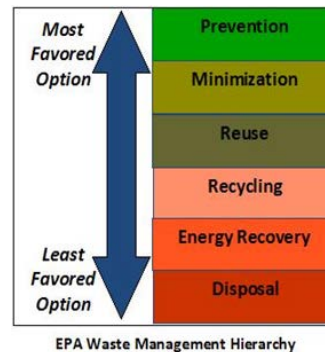 Most
Favored
Option
Prevention
Minimization
Reuse
Recycling
Energy Recovery
Disposal
Least
Favored
Option
EPA Waste Management Hierarchy